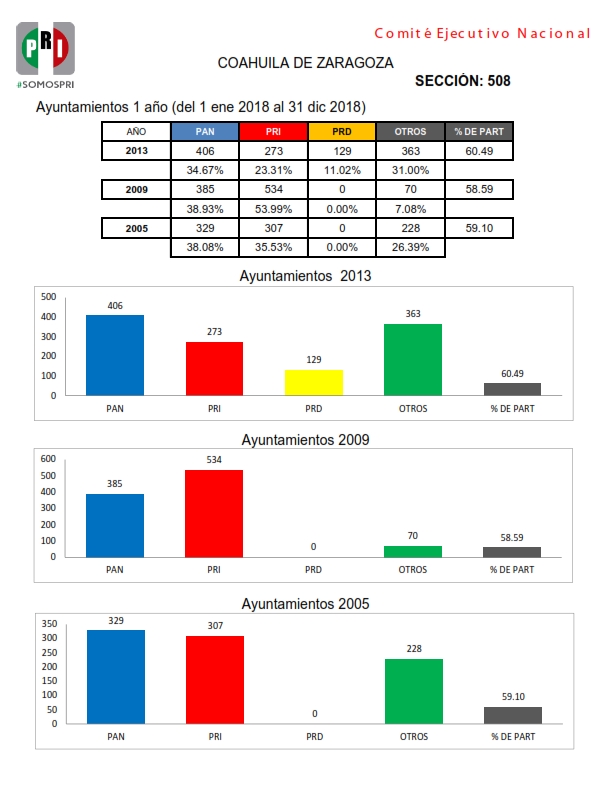 Comité Ejecutivo Nacional
PRI
#SOMOSPRI
COAHUILA DE ZARAGOZA
SECCIÓN: 508
Ayuntamientos 1 año (del 1 ene 2018 al 31 dic 2018)
AÑO PAN PRI PRD OTROS % DE PART
2013 406 273 129 363 60.49
34.67% 23.31% 11.02% 31.00%
2009 385 534 0 70 58.59
38.93% 53.99% 0.00% 7.08%
2005 329 307 0 228 59.10
38.08% 35.53% 0.00% 26.39%
Ayuntamientos 2013
500
400
300
200
100
0
406 273 129 363 60.49
PAN PRI PRD OTROS % DE PART
Ayuntamientos 2009
600
500
400
300
200
100
0
385 534 0 70 58.59
PAN PRI PRD OTROS % DE PART
Ayuntamientos 2005
350
300
250
200
150
100
50
0
329 307 0 228 59.10
PAN PRI PRD OTROS % DE PART